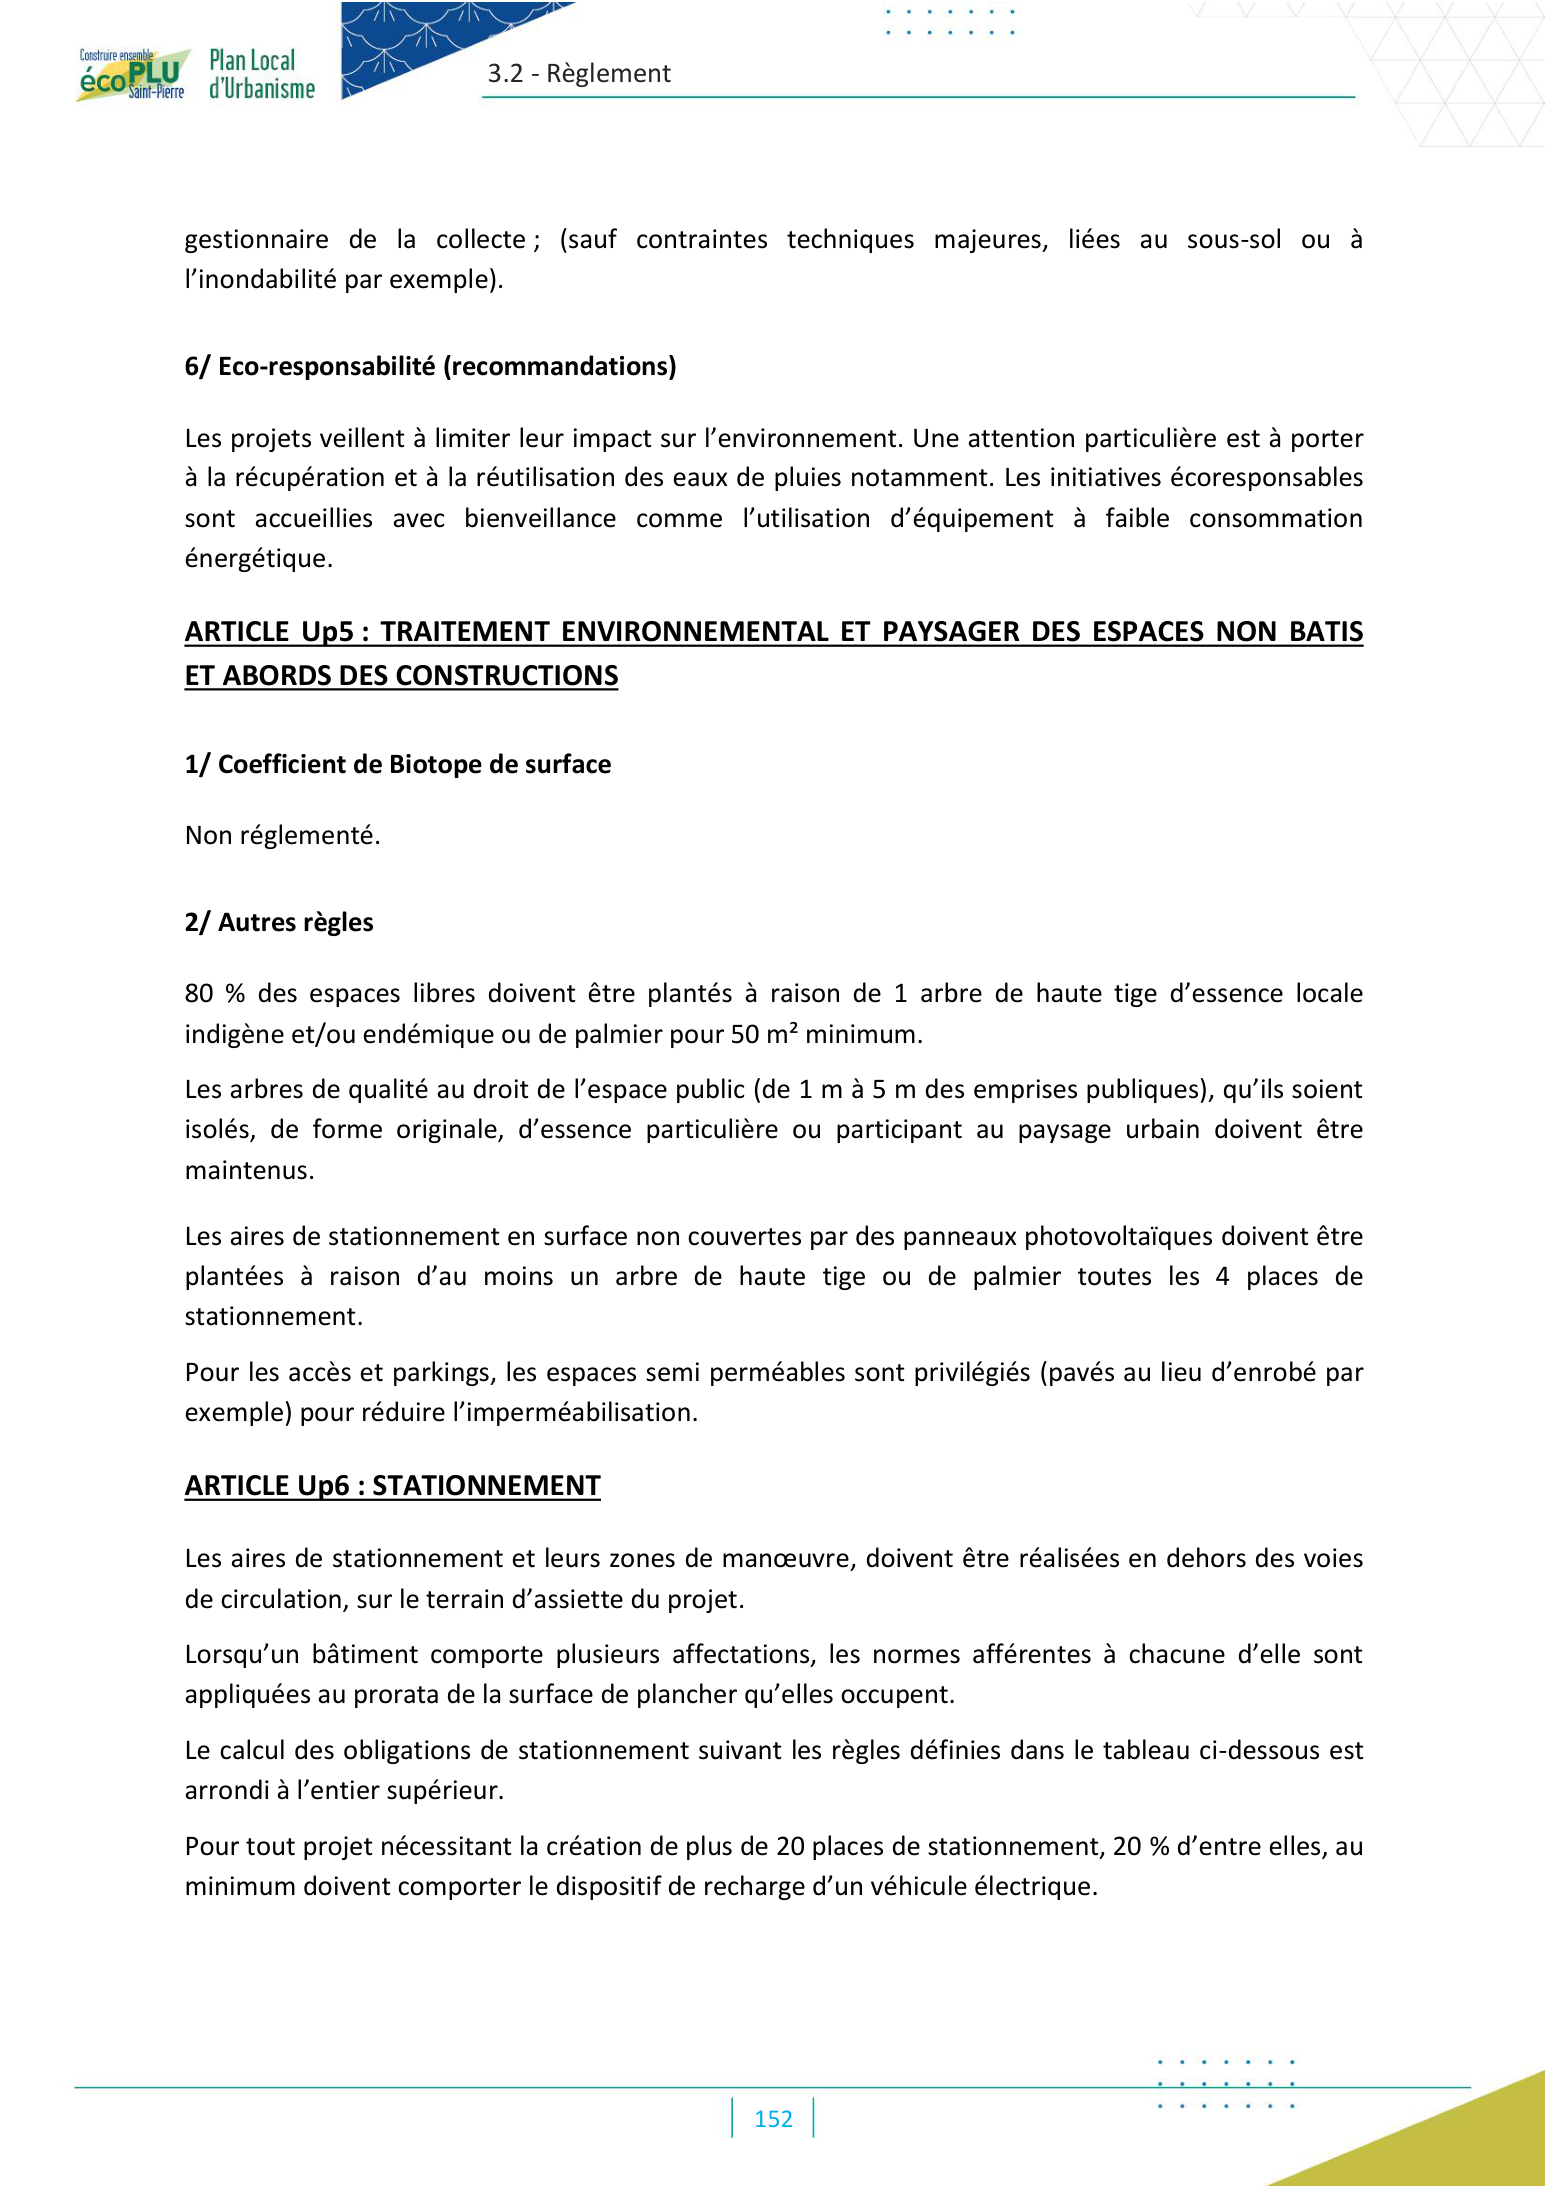 Construire ensemble
écoPLU
Saint-Pierre
Plan Local
d'Urbanisme
3.2 - Règlement
gestionnaire de la collecte ; (sauf contraintes techniques majeures, liées au sous-sol ou à
l’inondabilité par exemple).
6/ Eco-responsabilité (recommandations)
Les projets veillent à limiter leur impact sur l’environnement. Une attention particulière est à porter
à la récupération et à la réutilisation des eaux de pluies notamment. Les initiatives écoresponsables
sont accueillies avec bienveillance comme l’utilisation d’équipement à faible consommation
énergétique.
ARTICLE Up5 : TRAITEMENT ENVIRONNEMENTAL ET PAYSAGER DES ESPACES NON BATIS
ET ABORDS DES CONSTRUCTIONS
1/ Coefficient de Biotope de surface
Non réglementé.
2/ Autres règles
80 % des espaces libres doivent être plantés à raison de 1 arbre de haute tige d’essence locale
indigène et/ou endémique ou de palmier pour 50 m² minimum.
Les arbres de qualité au droit de l’espace public (de 1 m à 5 m des emprises publiques), qu’ils soient
isolés, de forme originale, d’essence particulière ou participant au paysage urbain doivent être
maintenus.
Les aires de stationnement en surface non couvertes par des panneaux photovoltaïques doivent être
plantées à raison d’au moins un arbre de haute tige ou de palmier toutes les 4 places de
stationnement.
Pour les accès et parkings, les espaces semi perméables sont privilégiés (pavés au lieu d’enrobé par
exemple) pour réduire l’imperméabilisation.
ARTICLE Up6 : STATIONNEMENT
Les aires de stationnement et leurs zones de manœuvre, doivent être réalisées en dehors des voies
de circulation, sur le terrain d’assiette du projet.
Lorsqu’un bâtiment comporte plusieurs affectations, les normes afférentes à chacune d’elle sont
appliquées au prorata de la surface de plancher qu’elles occupent.
Le calcul des obligations de stationnement suivant les règles définies dans le tableau ci-dessous est
arrondi à l’entier supérieur.
Pour tout projet nécessitant la création de plus de 20 places de stationnement, 20 % d’entre elles, au
minimum doivent comporter le dispositif de recharge d’un véhicule électrique.
152